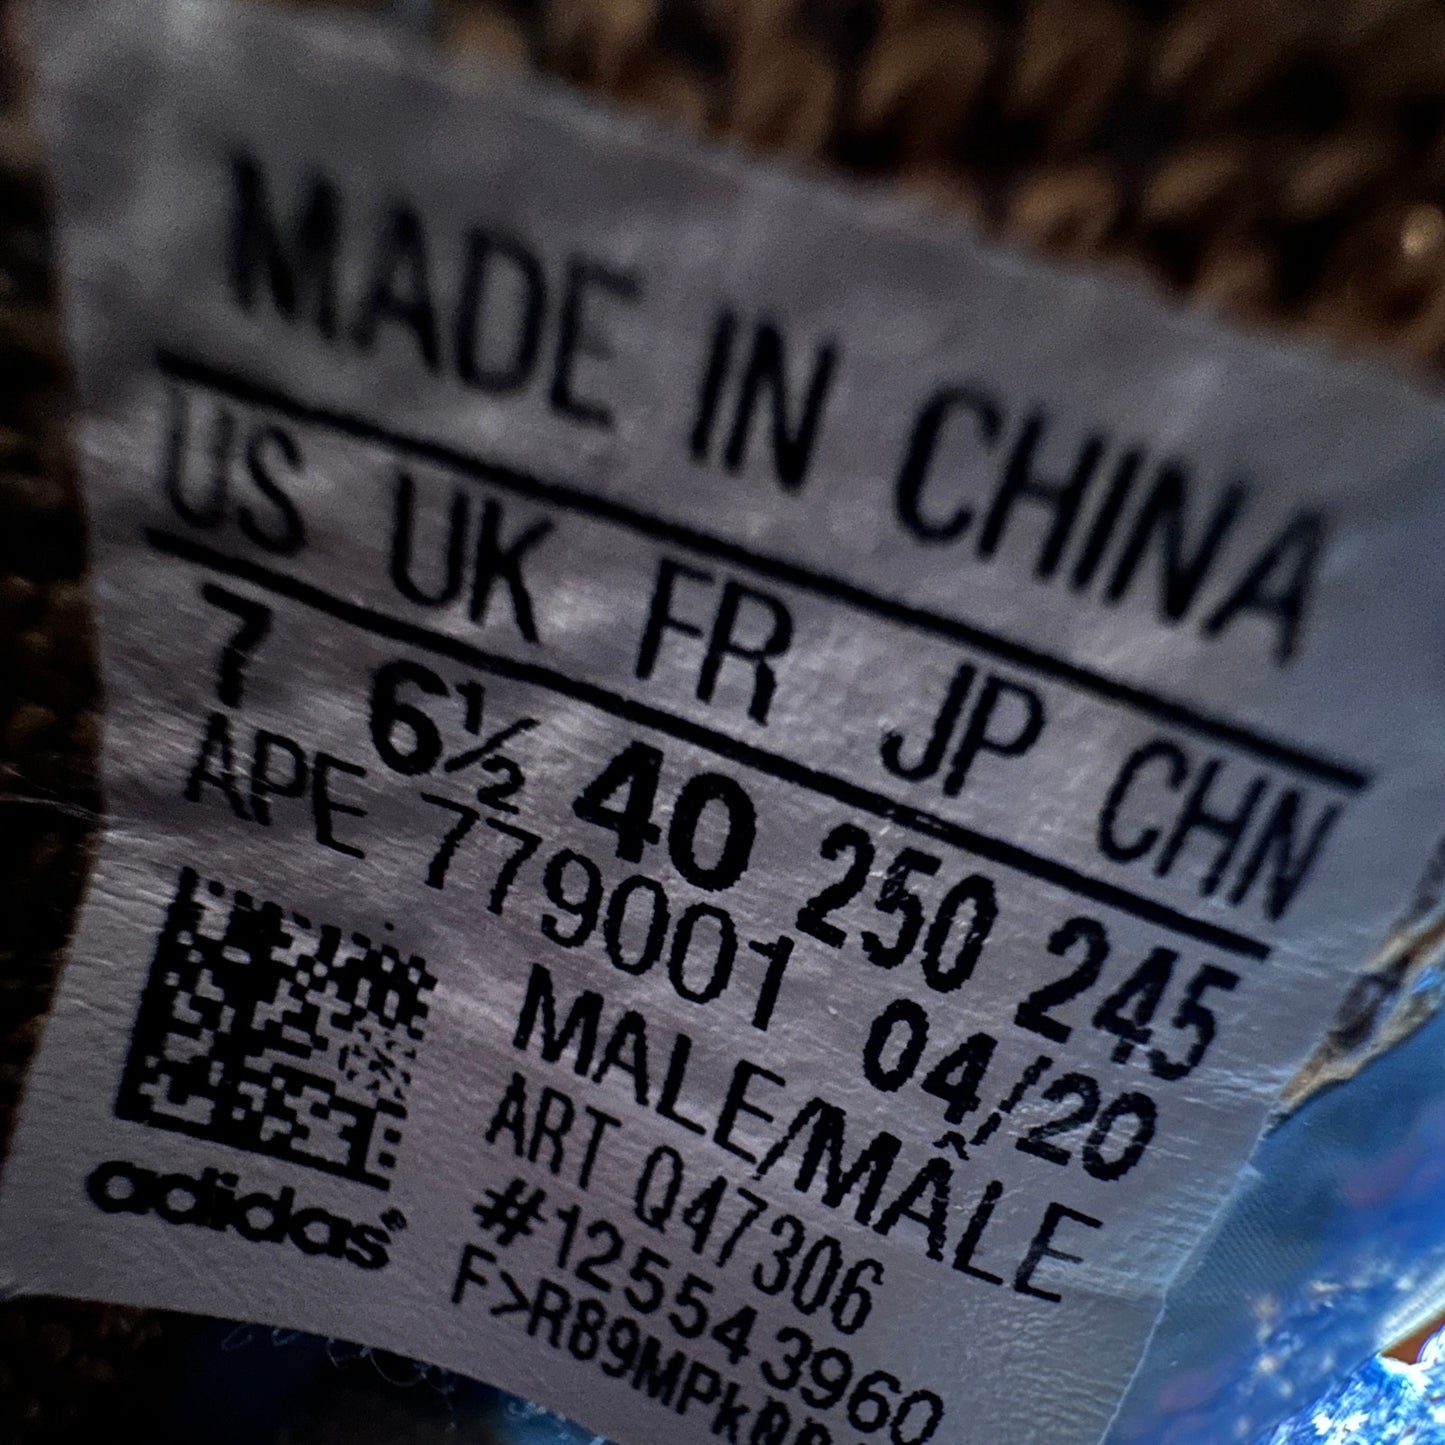 MADE IN CHINA
US UK FR JP CHN
7 6½ 40 250 245
APE 779001 04/20
MALE/MÂLE
ART Q47306
#1255543960
adidas®